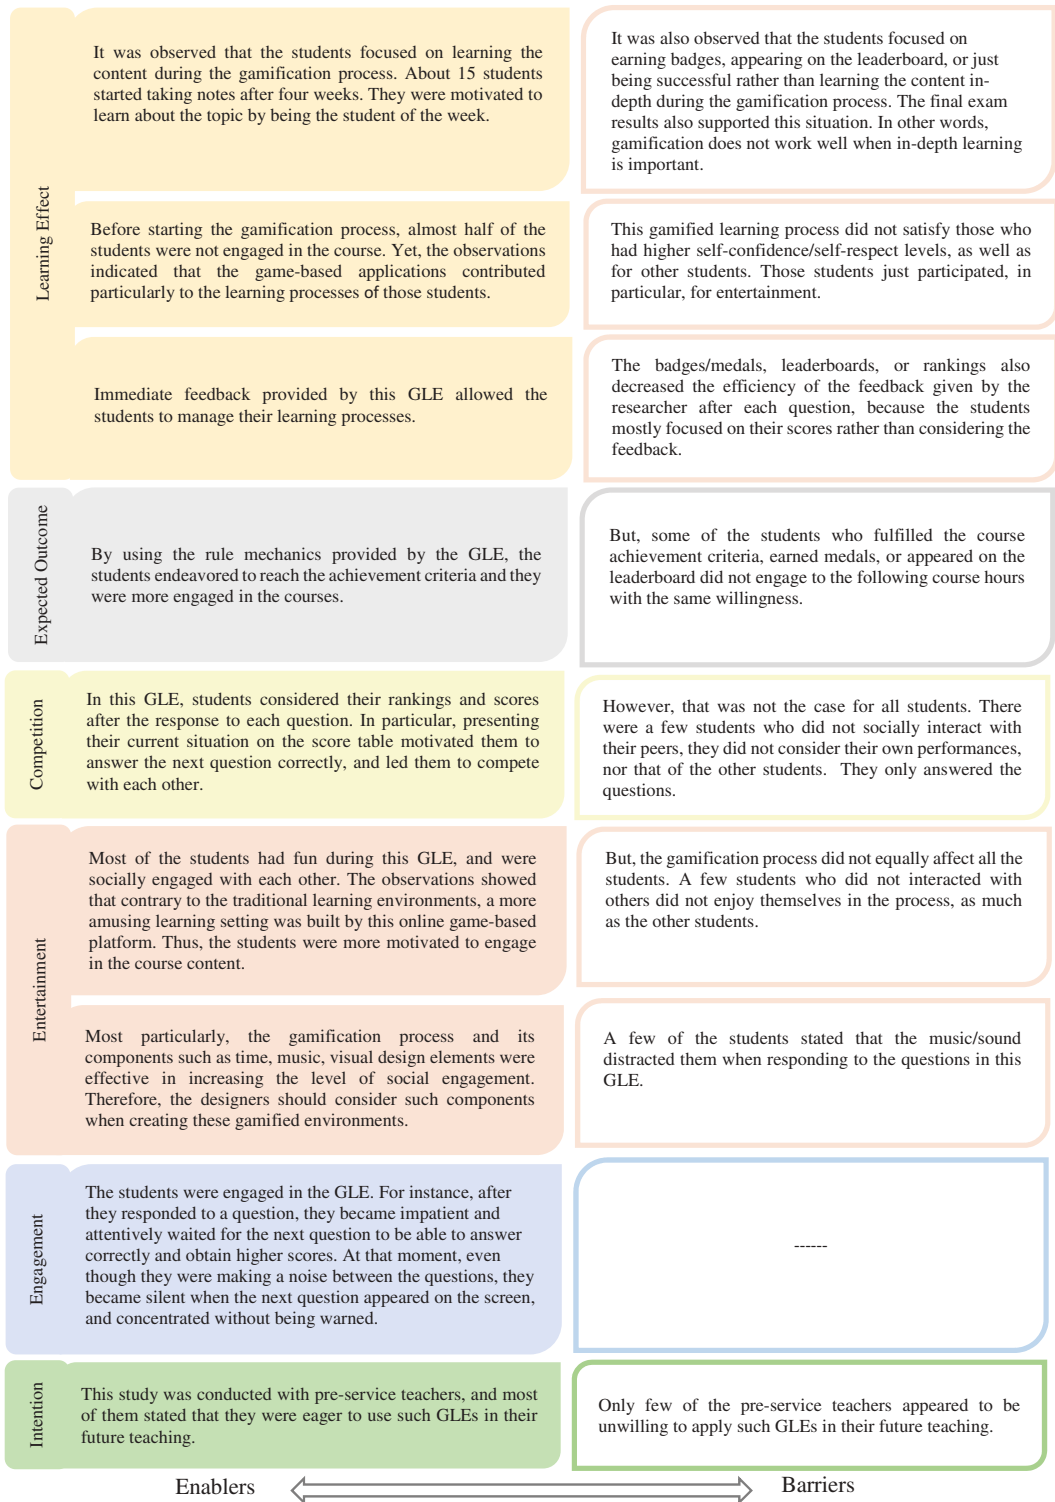 Learning Effect
It was observed that the students focused on learning the
content during the gamification process. About 15 students
started taking notes after four weeks. They were motivated to
learn about the topic by being the student of the week.
It was also observed that the students focused on
earning badges, appearing on the leaderboard, or just
being successful rather than learning the content in-
depth during the gamification process. The final exam
results also supported this situation. In other words,
gamification does not work well when in-depth learning
is important.
Before starting the gamification process, almost half of the
students were not engaged in the course. Yet, the observations
indicated that the game-based applications contributed
particularly to the learning processes of those students.
This gamified learning process did not satisfy those who
had higher self-confidence/self-respect levels, as well as
for other students. Those students just participated, in
particular, for entertainment.
Immediate feedback provided by this GLE allowed the
students to manage their learning processes.
The badges/medals, leaderboards, or rankings also
decreased the efficiency of the feedback given by the
researcher after each question, because the students
mostly focused on their scores rather than considering the
feedback.
Expected Outcome
By using the rule mechanics provided by the GLE, the
students endeavored to reach the achievement criteria and they
were more engaged in the courses.
But, some of the students who fulfilled the course
achievement criteria, earned medals, or appeared on the
leaderboard did not engage to the following course hours
with the same willingness.
Competition
In this GLE, students considered their rankings and scores
after the response to each question. In particular, presenting
their current situation on the score table motivated them to
answer the next question correctly, and led them to compete
with each other.
However, that was not the case for all students. There
were a few students who did not socially interact with
their peers, they did not consider their own performances,
nor that of the other students. They only answered the
questions.
Entertainment
Most of the students had fun during this GLE, and were
socially engaged with each other. The observations showed
that contrary to the traditional learning environments, a more
amusing learning setting was built by this online game-based
platform. Thus, the students were more motivated to engage
in the course content.
But, the gamification process did not equally affect all the
students. A few students who did not interacted with
others did not enjoy themselves in the process, as much
as the other students.
Most particularly, the gamification process and its
components such as time, music, visual design elements were
effective in increasing the level of social engagement.
Therefore, the designers should consider such components
when creating these gamified environments.
A few of the students stated that the music/sound
distracted them when responding to the questions in this
GLE.
Engagement
The students were engaged in the GLE. For instance, after
they responded to a question, they became impatient and
attentively waited for the next question to be able to answer
correctly and obtain higher scores. At that moment, even
though they were making a noise between the questions, they
became silent when the next question appeared on the screen,
and concentrated without being warned.
------
Intention
This study was conducted with pre-service teachers, and most
of them stated that they were eager to use such GLEs in their
future teaching.
Only few of the pre-service teachers appeared to be
unwilling to apply such GLEs in their future teaching.
Enablers
Barriers